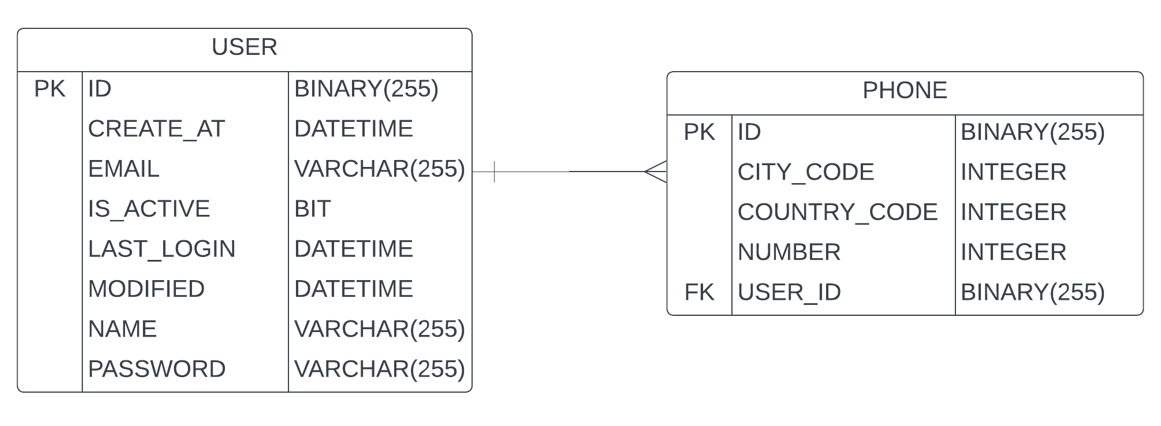 USER
PK ID BINARY(255)
CREATE_AT DATETIME
EMAIL VARCHAR(255)
IS_ACTIVE BIT
LAST_LOGIN DATETIME
MODIFIED DATETIME
NAME VARCHAR(255)
PASSWORD VARCHAR(255)
PHONE
PK ID BINARY(255)
CITY_CODE INTEGER
COUNTRY_CODE INTEGER
NUMBER INTEGER
FK USER_ID BINARY(255)